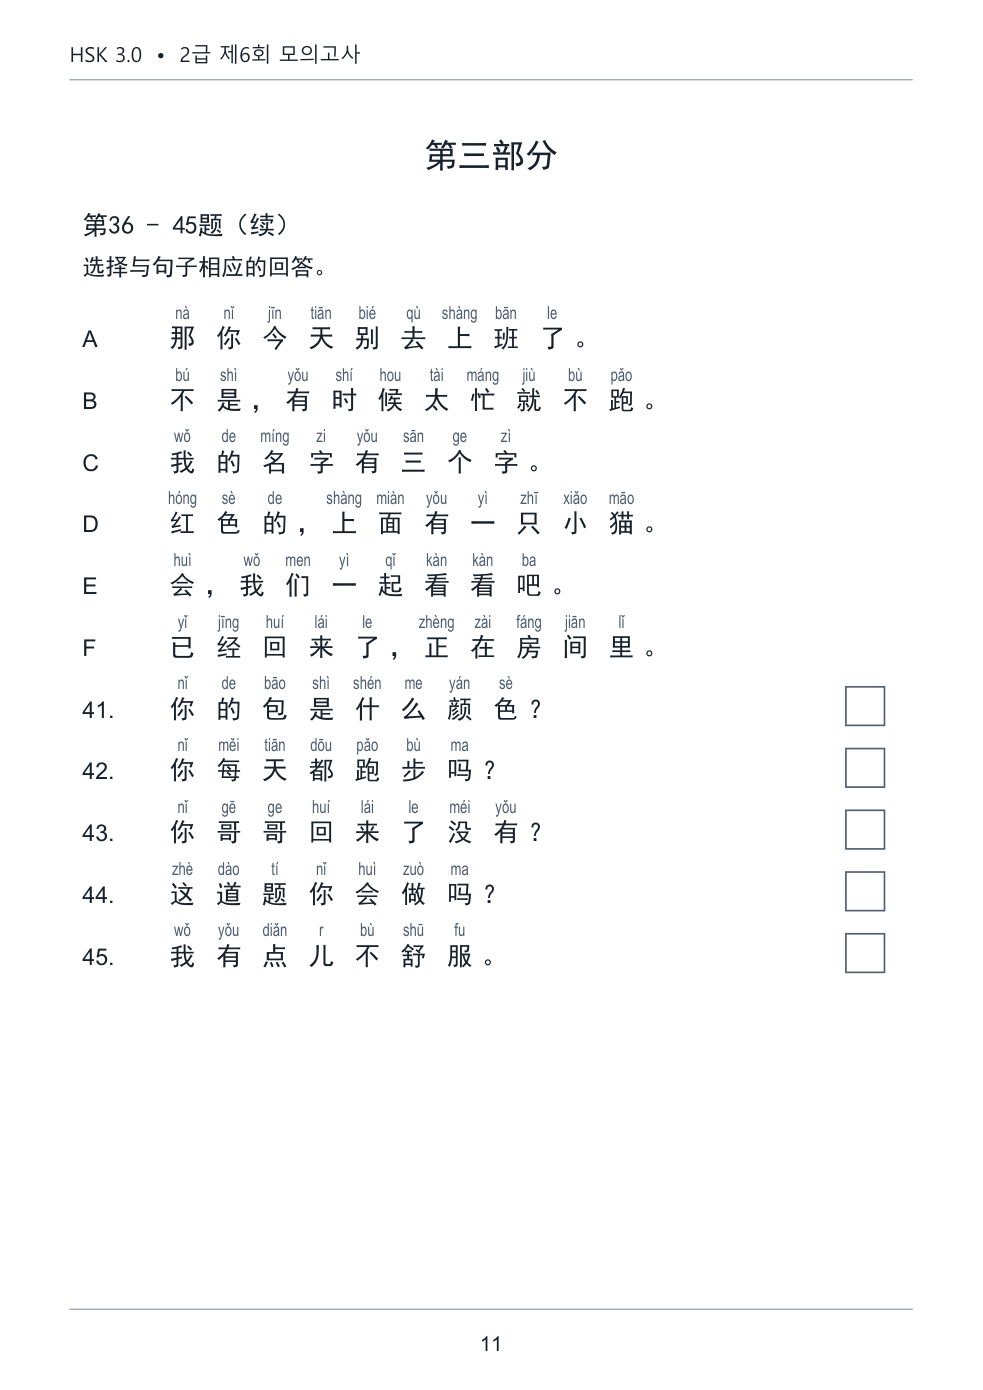 HSK 3.0 • 2급 제6회 모의고사
第三部分
第36 － 45题（续）
选择与句子相应的回答。
nà nǐ jīn tiān bié qù shàng bān le
A 那你今天别去上班了。
bú shì yǒu shí hou tài máng jiù bù pǎo
B 不是，有时候太忙就不跑。
wǒ de míng zi yǒu sān ge zì
C 我的名字有三个字。
hóng sè de shàng miàn yǒu yì zhī xiǎo māo
D 红色的，上面有一只小猫。
huì wǒ men yì qǐ kàn kàn ba
E 会，我们一起看看吧。
yǐ jīng huí lái le zhèng zài fáng jiān lǐ
F 已经回来了，正在房间里。
nǐ de bāo shì shén me yán sè
41. 你的包是什么颜色？
nǐ měi tiān dōu pǎo bù ma
42. 你每天都跑步吗？
nǐ gē ge huí lái le méi yǒu
43. 你哥哥回来了没有？
zhè dào tí nǐ huì zuò ma
44. 这道题你会做吗？
wǒ yǒu diǎn r bù shū fu
45. 我有点儿不舒服。
11